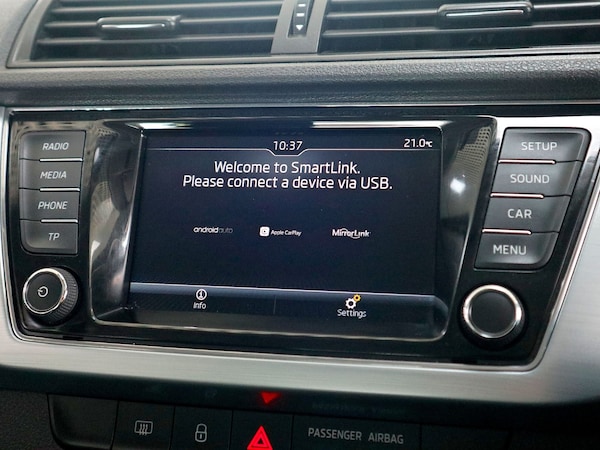 10:37
21.0°C
Welcome to SmartLink.
Please connect a device via USB.
androidauto
Apple CarPlay
MirrorLink
Info
Settings
RADIO
MEDIA
PHONE
TP
SETUP
SOUND
CAR
MENU
PASSENGER AIRBAG